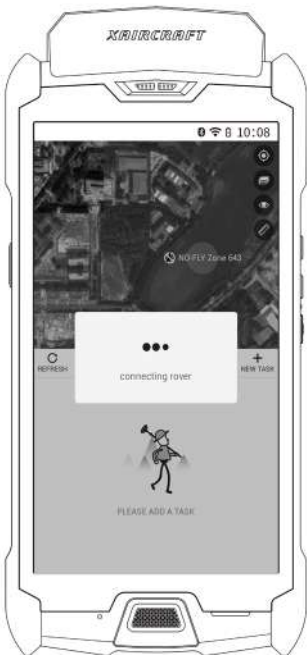 XAIRCRAFT
10:08
NO-FLY Zone 643
connecting rover
REFRESH
NEW TASK
PLEASE ADD A TASK